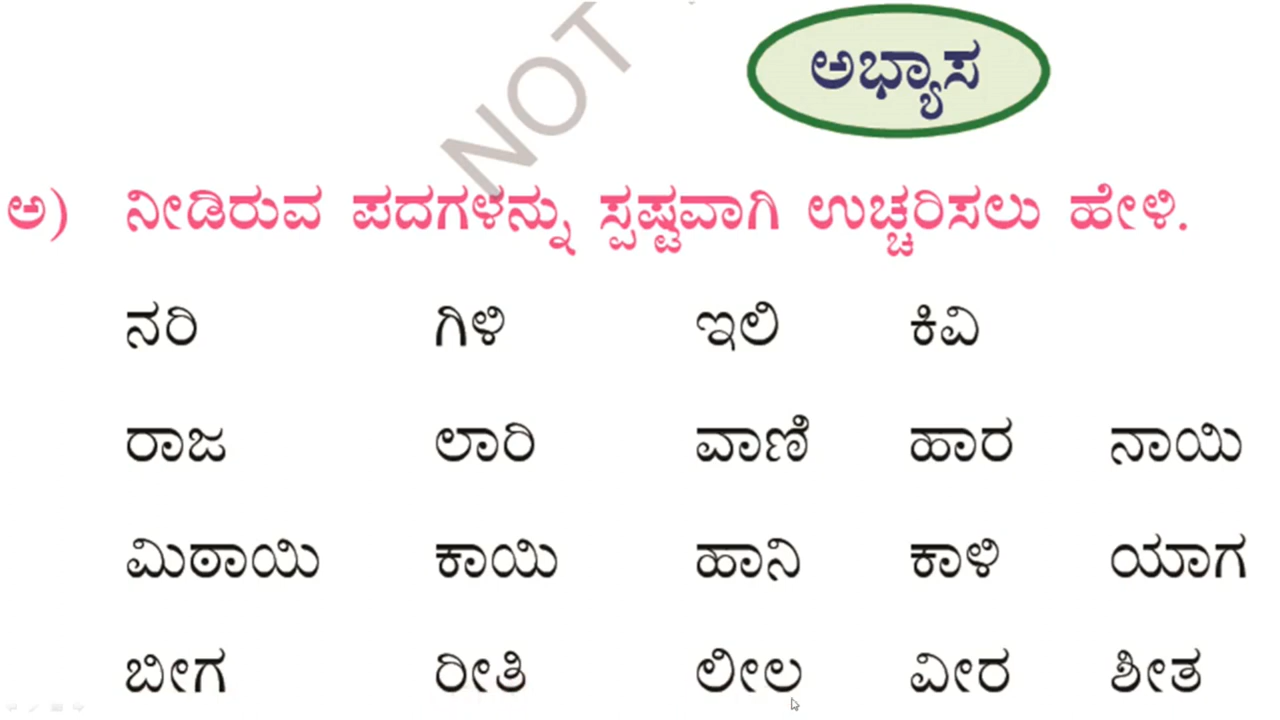 NOT
ಅಭ್ಯಾಸ
ಅ) ನೀಡಿರುವ ಪದಗಳನ್ನು ಸ್ಪಷ್ಟವಾಗಿ ಉಚ್ಚರಿಸಲು ಹೇಳಿ.
ನರಿ ಗಿಳಿ ಇಲಿ ಕಿವಿ
ರಾಜ ಲಾರಿ ವಾಣಿ ಹಾರ ನಾಯಿ
ಮಿಠಾಯಿ ಕಾಯಿ ಹಾನಿ ಕಾಳಿ ಯಾಗ
ಬೀಗ ರೀತಿ ಲೀಲ ವೀರ ಶೀತ